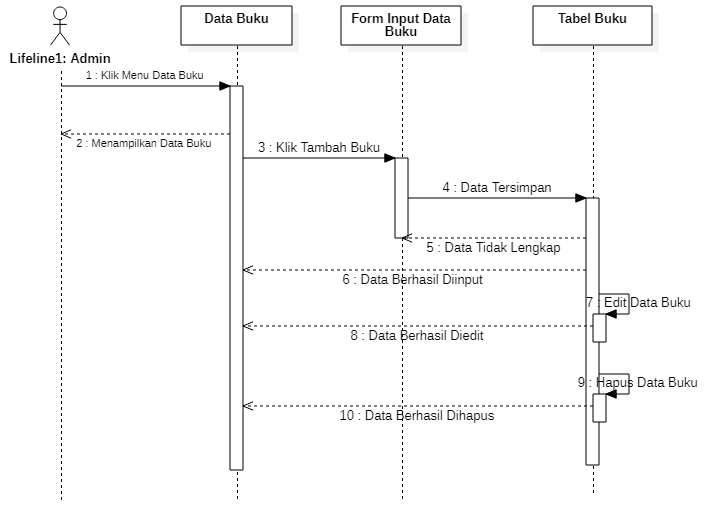 Data Buku
Form Input Data
Buku
Tabel Buku
Lifeline1: Admin
1 : Klik Menu Data Buku
2 : Menampilkan Data Buku
3 : Klik Tambah Buku
4 : Data Tersimpan
5 : Data Tidak Lengkap
6 : Data Berhasil Diinput
7 : Edit Data Buku
8 : Data Berhasil Diedit
9 : Hapus Data Buku
10 : Data Berhasil Dihapus